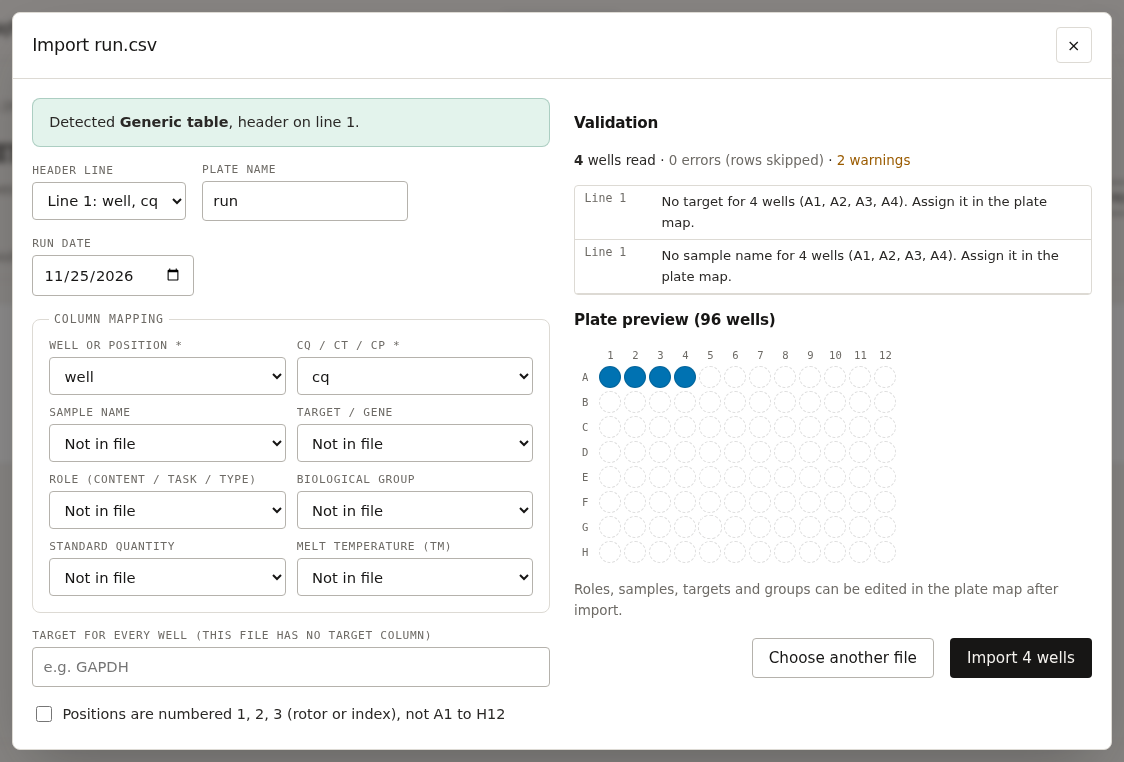 Import run.csv
×
Detected Generic table, header on line 1.
HEADER LINE
PLATE NAME
Line 1: well, cq
run
RUN DATE
11/25/2026
COLUMN MAPPING
WELL OR POSITION *
CQ / CT / CP *
well
cq
SAMPLE NAME
TARGET / GENE
Not in file
Not in file
ROLE (CONTENT / TASK / TYPE)
BIOLOGICAL GROUP
Not in file
Not in file
STANDARD QUANTITY
MELT TEMPERATURE (TM)
Not in file
Not in file
TARGET FOR EVERY WELL (THIS FILE HAS NO TARGET COLUMN)
e.g. GAPDH
Positions are numbered 1, 2, 3 (rotor or index), not A1 to H12
Validation
4 wells read · 0 errors (rows skipped) · 2 warnings
Line 1
No target for 4 wells (A1, A2, A3, A4). Assign it in the plate
map.
Line 1
No sample name for 4 wells (A1, A2, A3, A4). Assign it in the
plate map.
Plate preview (96 wells)
1 2 3 4 5 6 7 8 9 10 11 12
A
B
C
D
E
F
G
H
Roles, samples, targets and groups can be edited in the plate map after
import.
Choose another file
Import 4 wells